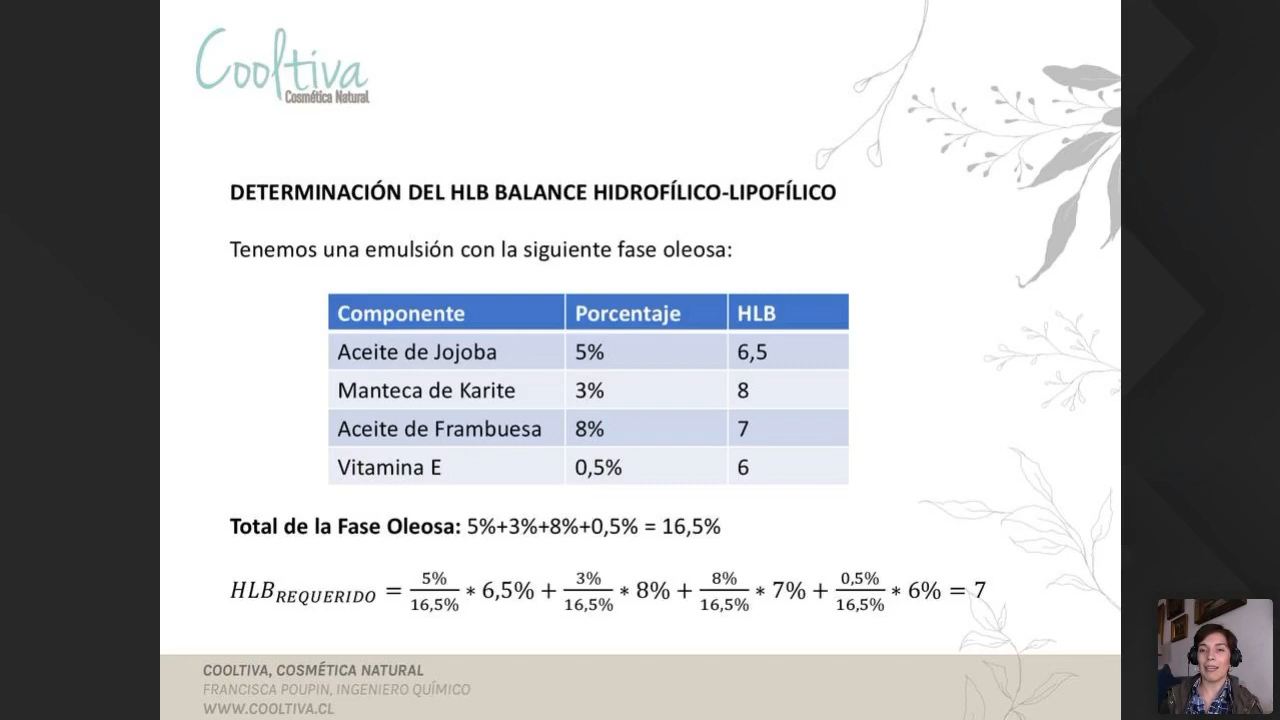 Cooltiva
Cosmética Natural
DETERMINACIÓN DEL HLB BALANCE HIDROFÍLICO-LIPOFÍLICO
Tenemos una emulsión con la siguiente fase oleosa:
Componente Porcentaje HLB
Aceite de Jojoba 5% 6,5
Manteca de Karite 3% 8
Aceite de Frambuesa 8% 7
Vitamina E 0,5% 6
Total de la Fase Oleosa: 5%+3%+8%+0,5% = 16,5%
HLB_REQUERIDO = 5%/16,5% * 6,5% + 3%/16,5% * 8% + 8%/16,5% * 7% + 0,5%/16,5% * 6% = 7
COOLTIVA, COSMÉTICA NATURAL
FRANCISCA POUPIN, INGENIERO QUÍMICO
WWW.COOLTIVA.CL